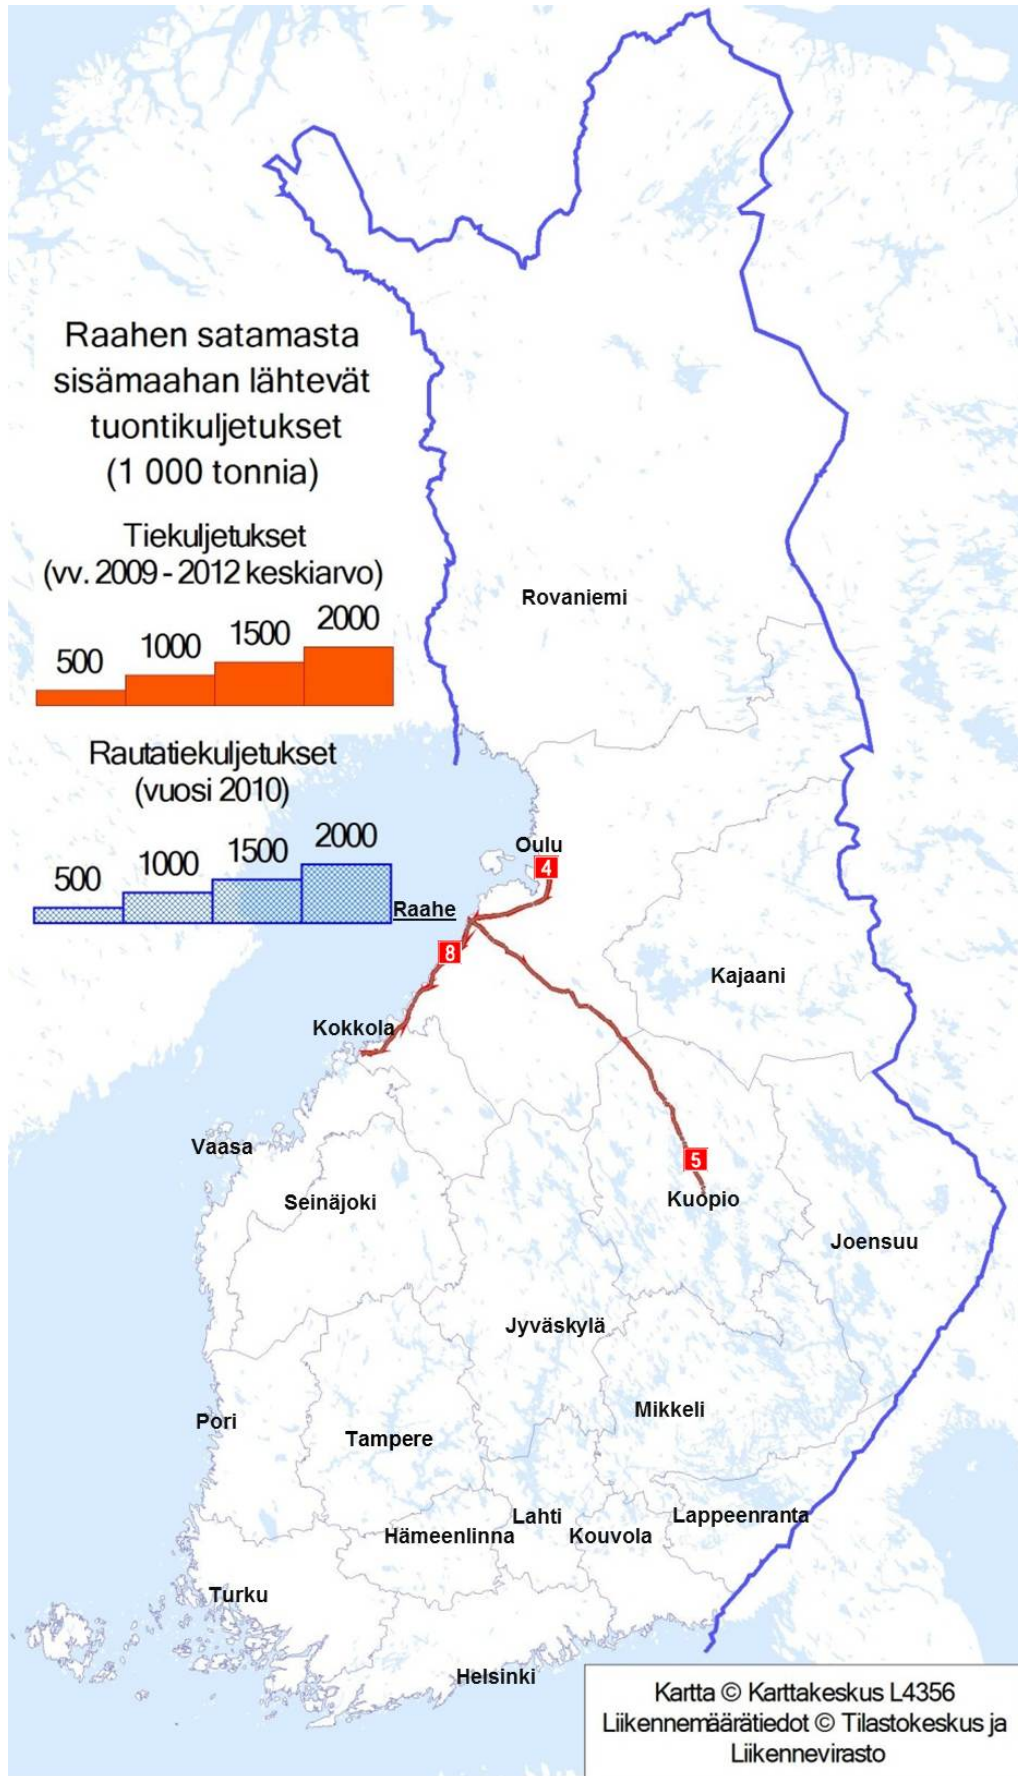 Raahen satamasta
sisämaahan lähtevät
tuontikuljetukset
(1 000 tonnia)
Tiekuljetukset
(vv. 2009 - 2012 keskiarvo)
500 1000 1500 2000
Rautatiekuljetukset
(vuosi 2010)
500 1000 1500 2000
Rovaniemi
Oulu
4
Raahe
8
Kajaani
Kokkola
Vaasa
5
Seinäjoki
Kuopio
Joensuu
Jyväskylä
Mikkeli
Pori
Tampere
Lahti
Lappeenranta
Hämeenlinna
Kouvola
Turku
Helsinki
Kartta © Karttakeskus L4356
Liikennemäärätiedot © Tilastokeskus ja
Liikennevirasto